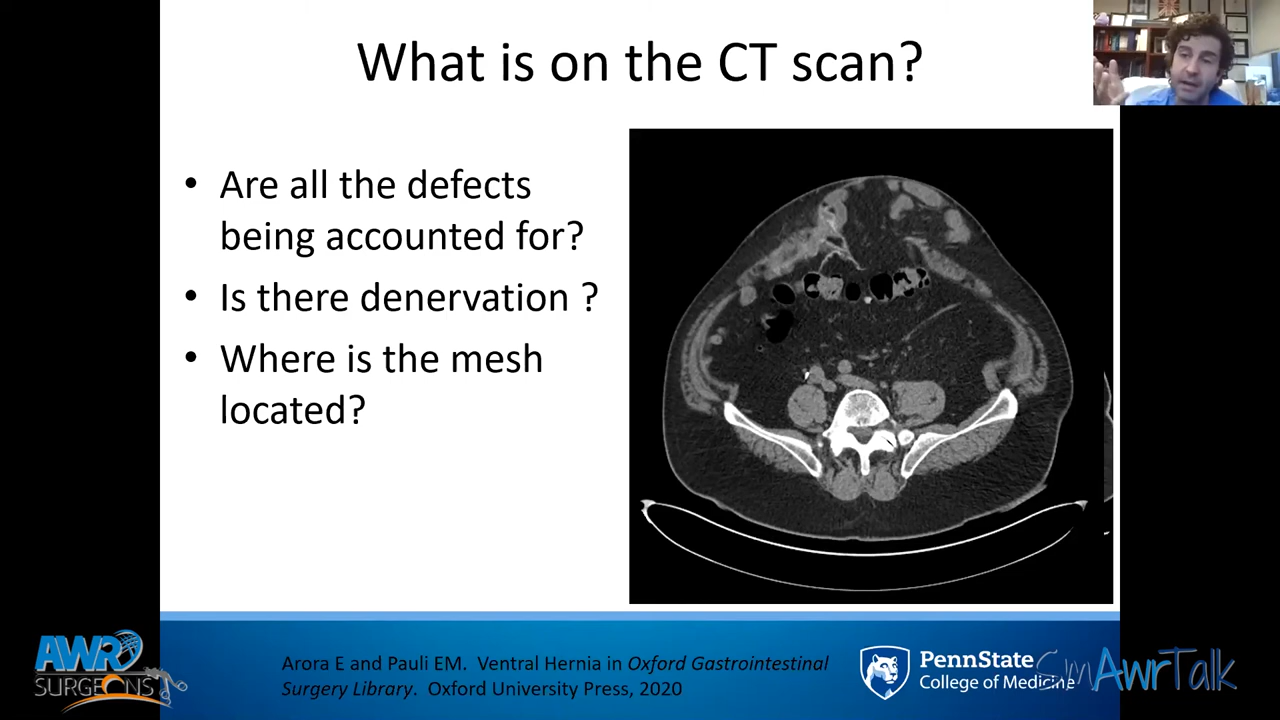 What is on the CT scan?
• Are all the defects
being accounted for?
• Is there denervation ?
• Where is the mesh
located?
Arora E and Pauli EM. Ventral Hernia in Oxford Gastrointestinal
Surgery Library. Oxford University Press, 2020
AWR
SURGEONS
PennState
College of Medicine
5mAwrTalk